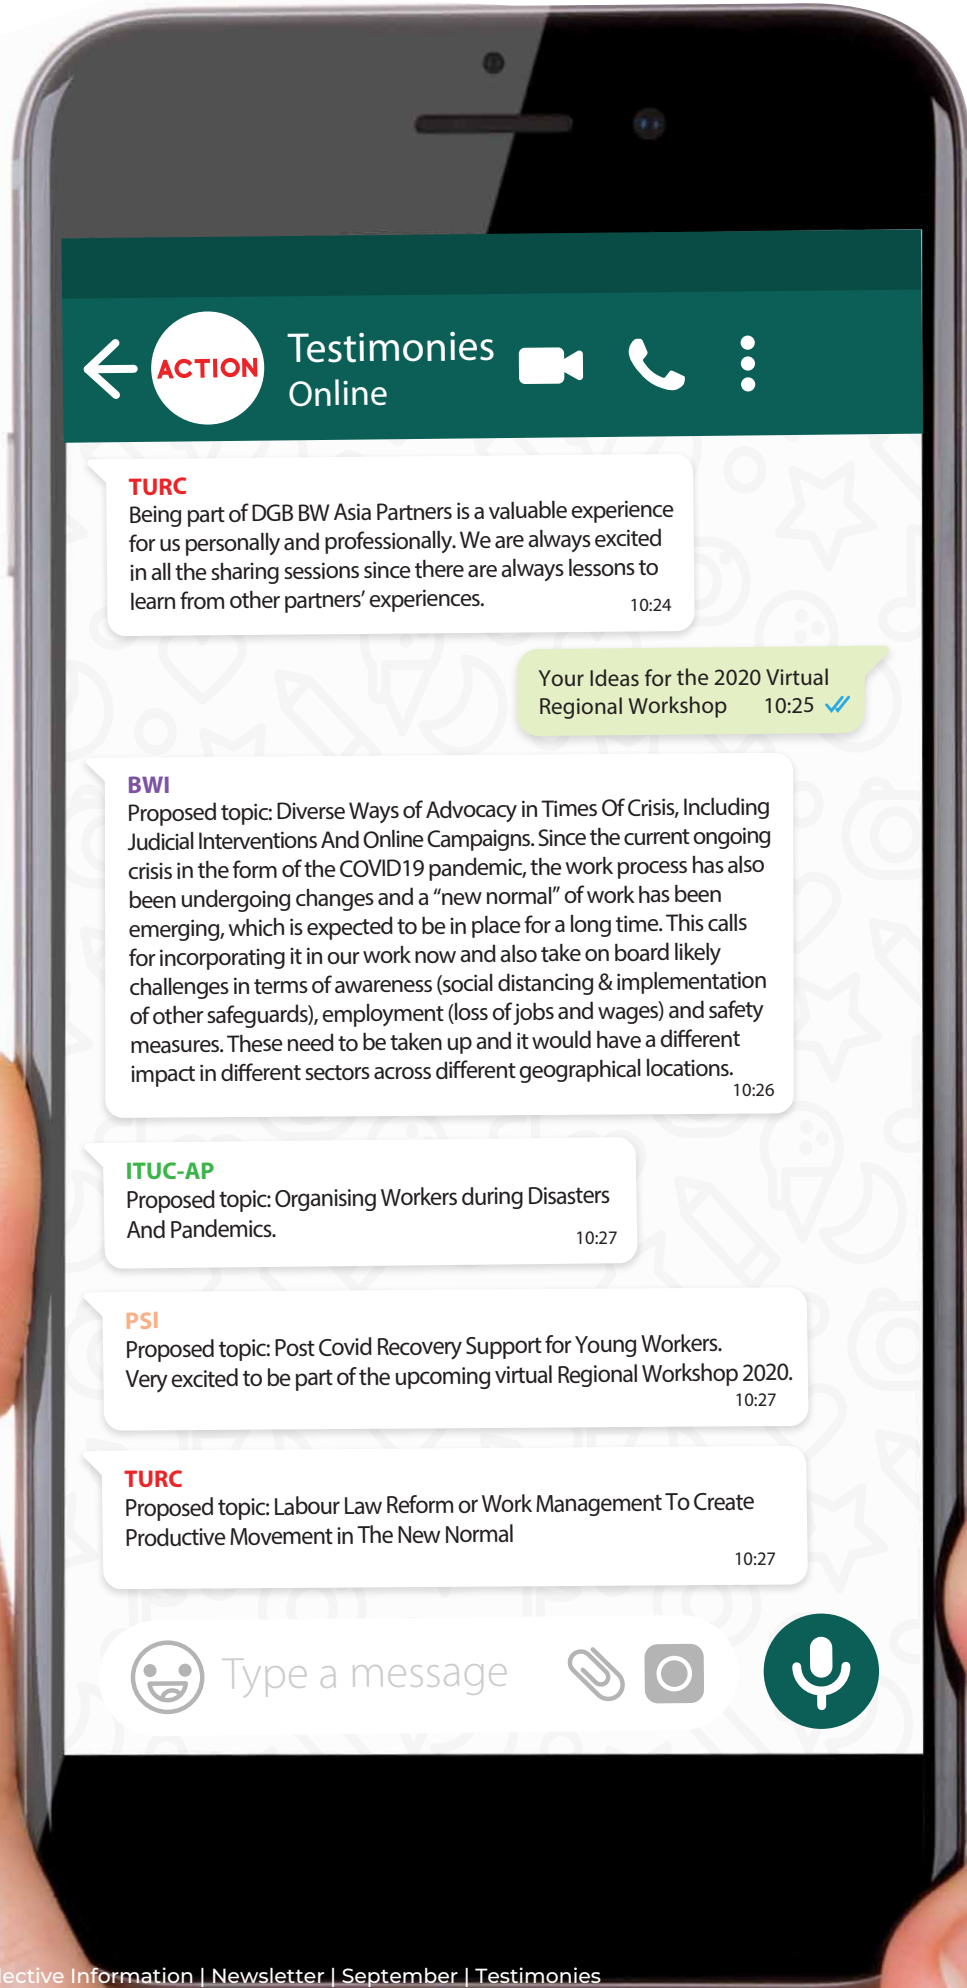 ACTION
Testimonies
Online
TURC
Being part of DGB BW Asia Partners is a valuable experience
for us personally and professionally. We are always excited
in all the sharing sessions since there are always lessons to
learn from other partners’ experiences.
10:24
Your Ideas for the 2020 Virtual
Regional Workshop 10:25
BWI
Proposed topic: Diverse Ways of Advocacy in Times Of Crisis, Including
Judicial Interventions And Online Campaigns. Since the current ongoing
crisis in the form of the COVID19 pandemic, the work process has also
been undergoing changes and a “new normal” of work has been
emerging, which is expected to be in place for a long time. This calls
for incorporating it in our work now and also take on board likely
challenges in terms of awareness (social distancing & implementation
of other safeguards), employment (loss of jobs and wages) and safety
measures. These need to be taken up and it would have a different
impact in different sectors across different geographical locations.
10:26
ITUC-AP
Proposed topic: Organising Workers during Disasters
And Pandemics.
10:27
PSI
Proposed topic: Post Covid Recovery Support for Young Workers.
Very excited to be part of the upcoming virtual Regional Workshop 2020.
10:27
TURC
Proposed topic: Labour Law Reform or Work Management To Create
Productive Movement in The New Normal
10:27
Type a message
Information | Newsletter | September | Testimonies